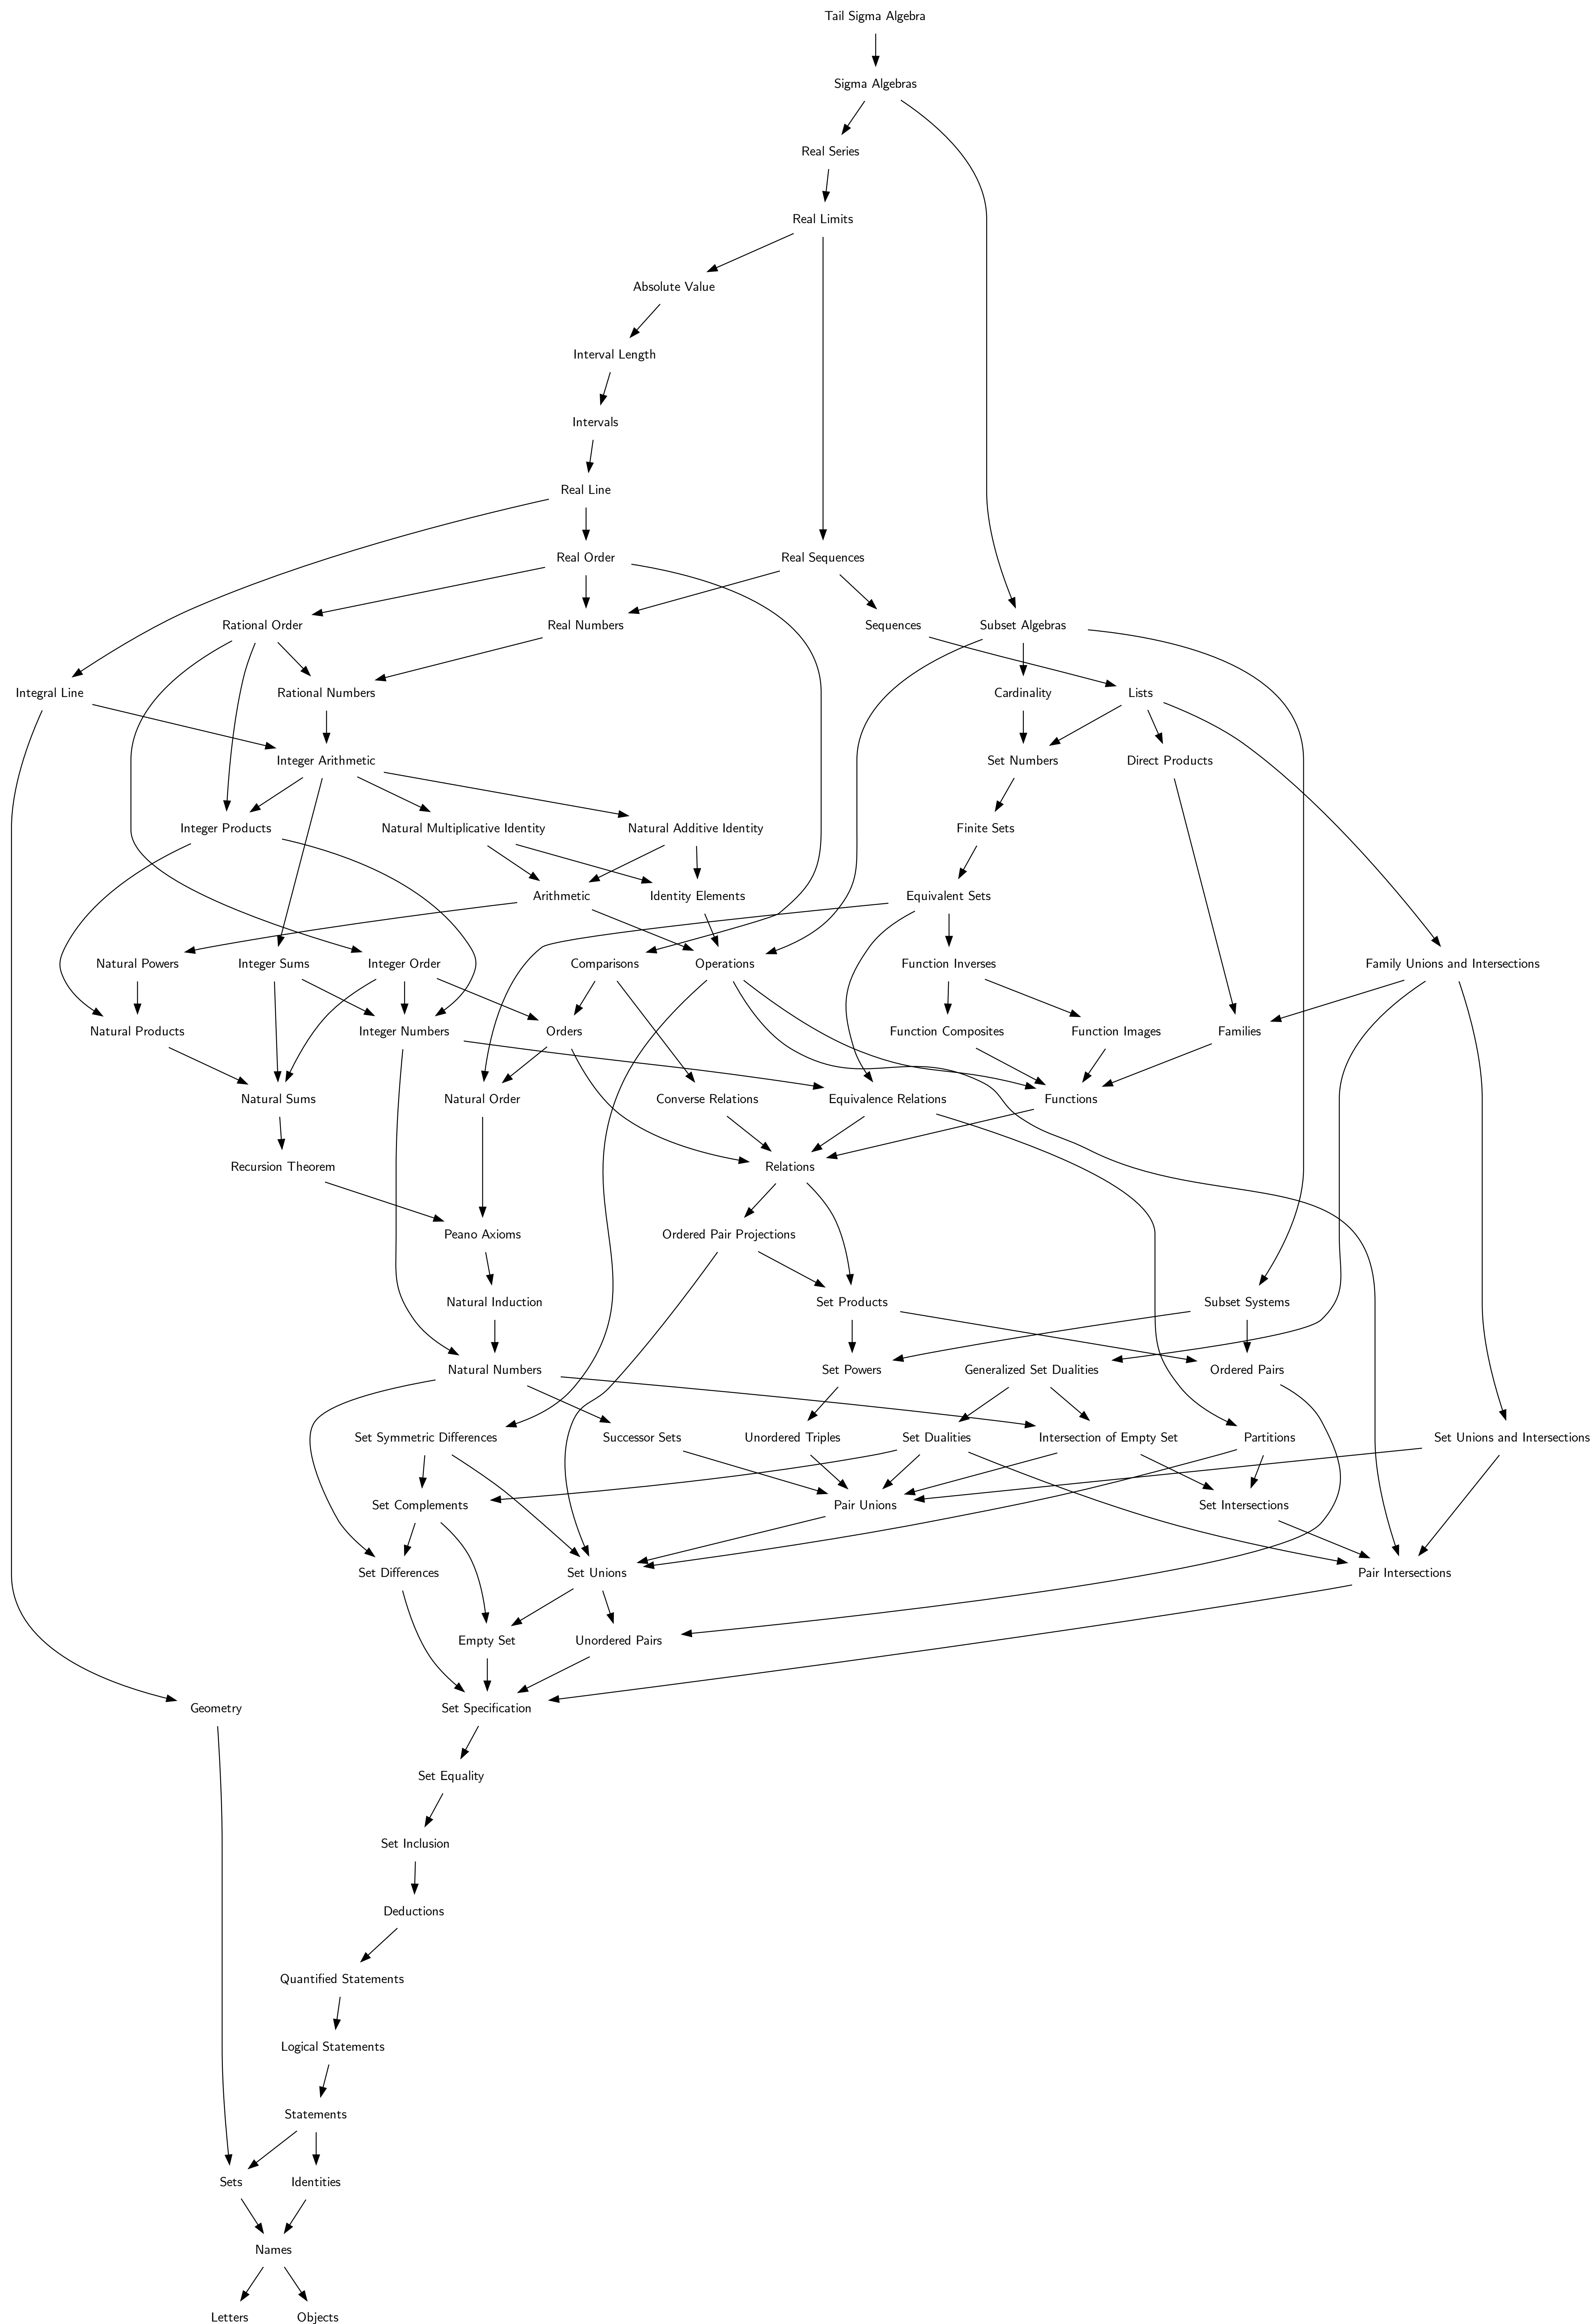 Tail Sigma Algebra
Sigma Algebras
Real Series
Real Limits
Absolute Value
Interval Length
Intervals
Real Line
Real Order
Real Sequences
Rational Order
Real Numbers
Sequences
Subset Algebras
Integral Line
Rational Numbers
Cardinality
Lists
Integer Arithmetic
Set Numbers
Direct Products
Integer Products
Natural Multiplicative Identity
Natural Additive Identity
Finite Sets
Arithmetic
Identity Elements
Equivalent Sets
Natural Powers
Integer Sums
Integer Order
Comparisons
Operations
Function Inverses
Family Unions and Intersections
Natural Products
Integer Numbers
Orders
Function Composites
Function Images
Families
Natural Sums
Natural Order
Converse Relations
Equivalence Relations
Functions
Recursion Theorem
Relations
Peano Axioms
Ordered Pair Projections
Natural Induction
Set Products
Subset Systems
Natural Numbers
Set Powers
Generalized Set Dualities
Ordered Pairs
Set Symmetric Differences
Successor Sets
Unordered Triples
Set Dualities
Intersection of Empty Set
Partitions
Set Unions and Intersections
Set Complements
Pair Unions
Set Intersections
Set Differences
Set Unions
Pair Intersections
Empty Set
Unordered Pairs
Geometry
Set Specification
Set Equality
Set Inclusion
Deductions
Quantified Statements
Logical Statements
Statements
Sets
Identities
Names
Letters
Objects